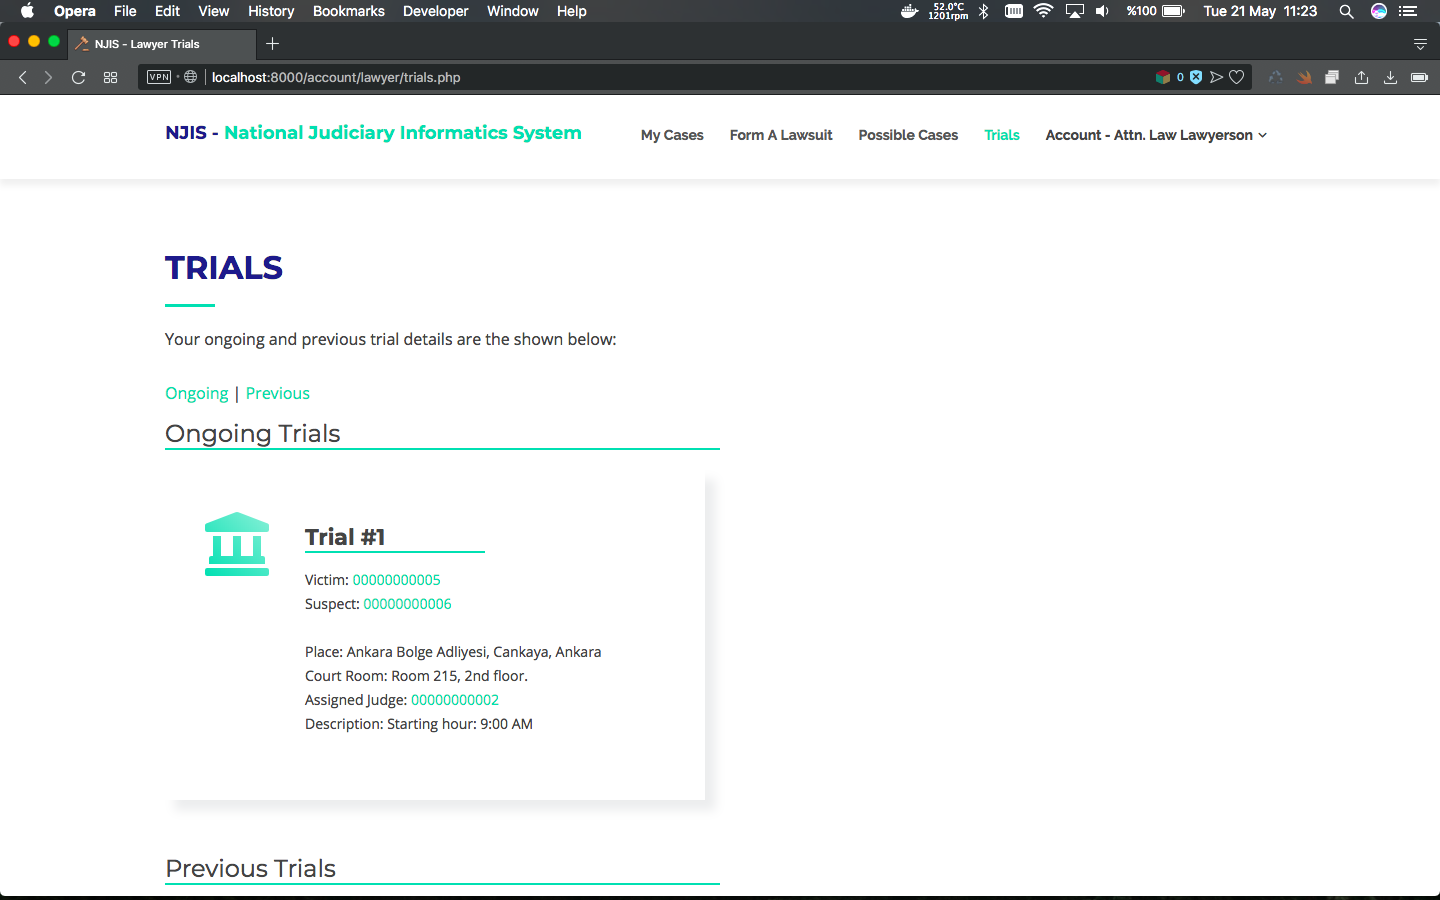 Opera File Edit View History Bookmarks Developer Window Help 52.0°C 1201rpm %100 Tue 21 May 11:23
NJIS - Lawyer Trials
VPN localhost:8000/account/lawyer/trials.php 0
NJIS - National Judiciary Informatics System My Cases Form A Lawsuit Possible Cases Trials Account - Attn. Law Lawyerson
TRIALS
Your ongoing and previous trial details are the shown below:
Ongoing | Previous
Ongoing Trials
Trial #1
Victim: 00000000005
Suspect: 00000000006
Place: Ankara Bolge Adliyesi, Cankaya, Ankara
Court Room: Room 215, 2nd floor.
Assigned Judge: 00000000002
Description: Starting hour: 9:00 AM
Previous Trials